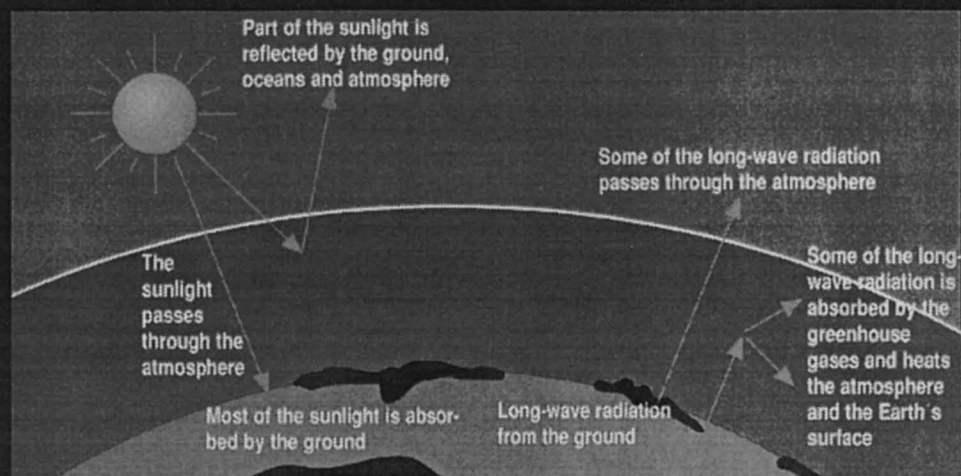 Part of the sunlight is
reflected by the ground,
oceans and atmosphere
Some of the long-wave radiation
passes through the atmosphere
The
sunlight
passes
through the
atmosphere
Some of the long-
wave radiation is
absorbed by the
greenhouse
gases and heats
the atmosphere
and the Earth´s
surface
Most of the sunlight is absor-
bed by the ground
Long-wave radiation
from the ground